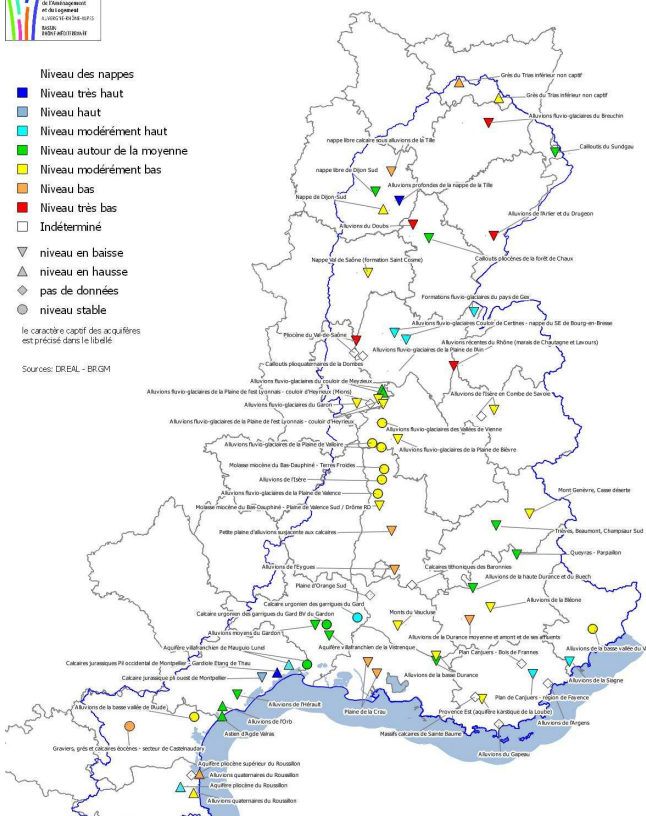 de l'Aménagement
et du Logement
AUVERGNE-RHÔNE-ALPES
BASSIN
RHÔNE-MÉDITERRANÉE
Niveau des nappes
Niveau très haut
Niveau haut
Niveau modérément haut
Niveau autour de la moyenne
Niveau modérément bas
Niveau bas
Niveau très bas
Indéterminé
niveau en baisse
niveau en hausse
pas de données
niveau stable
le caractère captif des aquifères
est précisé dans le libellé
Sources: DREAL - BRGM
Grès du Trias inférieur non captif
Grès du Trias inférieur non captif
Alluvions fluvio-glaciaires du Breuchin
nappe libre calcaire sous alluvions de la Tille
Cailloutis du Sundgau
nappe libre de Dijon Sud
Alluvions profondes de la nappe de la Tille
Nappe de Dijon-Sud
Alluvions de l'Arlier et du Drugeon
Alluvions du Doubs
Nappe Val de Saône (formation Saint Cosme)
Cailloutis pliocènes de la forêt de Chaux
Formations fluvio-glaciaires du pays de Gex
Alluvions fluvio-glaciaires Couloir de Certines - nappe du SE de Bourg-en-Bresse
Pliocène du Val de Saône
Alluvions récentes du Rhône (marais de Chautagne et Lavours)
Alluvions fluvio-glaciaires de la Plaine de l'Ain
Cailloutis plioquaternaires de la Dombes
Alluvions fluvio-glaciaires du couloir de Meyzieu
Alluvions fluvio-glaciaires de la Plaine de l'est Lyonnais - couloir d'Heyrieux (Mions)
Alluvions de l'Isère en Combe de Savoie
Alluvions fluvio-glaciaires du Garon
Alluvions fluvio-glaciaires de la Plaine de l'est Lyonnais - couloir d'Heyrieux
Alluvions fluvio-glaciaires des Vallées de Vienne
Alluvions fluvio-glaciaires de la Plaine de Valloire
Alluvions fluvio-glaciaires de la Plaine de Bièvre
Molasse miocène du Bas-Dauphiné - Terres Froides
Alluvions de l'Isère
Alluvions fluvio-glaciaires de la Plaine de Valence
Mont Genèvre, Casse déserte
Molasse miocène du Bas-Dauphiné - Plaine de Valence Sud / Drôme RD
Petite plaine d'alluvions surjacente aux calcaires
Trièves, Beaumont, Champsaur Sud
Queyras - Parpaillon
Alluvions de l'Eygues
Calcaires tithoniques des Baronnies
Alluvions de la haute Durance et du Buech
Plaine d'Orange Sud
Calcaire urgonien des garrigues du Gard
Calcaire urgonien des garrigues du Gard BV du Gardon
Monts du Vaucluse
Alluvions de la Bléone
Alluvions moyens du Gardon
Alluvions de la Durance moyenne et amont et de ses affluents
Aquifère villafranchien de Mauguio Lunel
Aquifère villafranchien de la Vistrenque
Plan Canjuers - Bois de Frannes
Alluvions de la basse vallée du V
Calcaires jurassiques Pli occidental de Montpellier - Gardiole Etang de Thau
Calcaire jurassique pli ouest de Montpellier
Alluvions de la basse Durance
Alluvions de la Siagne
Plan de Canjuers - région de Fayence
Alluvions de la basse vallée de l'Aude
Alluvions de l'Hérault
Plaine de la Crau
Provence Est (aquifère karstique de la Loube)
Alluvions de l'Argens
Alluvions de l'Orb
Astien d'Agde Valras
Massifs calcaires de Sainte Baume
Graviers, grès et calcaires éocènes - secteur de Castelnaudary
Alluvions du Gapeau
Aquifère pliocène supérieur du Roussillon
Alluvions quaternaires du Roussillon
Aquifère pliocène du Roussillon
Alluvions quaternaires du Roussillon